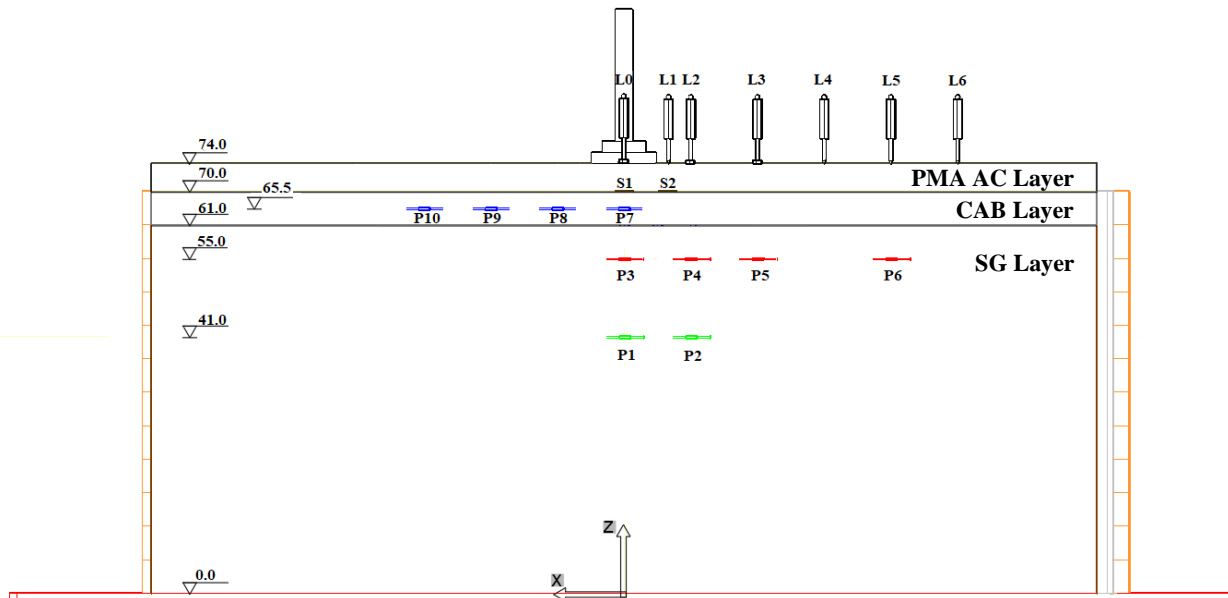 L0 L1 L2 L3 L4 L5 L6
74.0
70.0 S1 S2 PMA AC Layer
65.5
61.0 P10 P9 P8 P7 CAB Layer
55.0 SG Layer
P3 P4 P5 P6
41.0
P1 P2
Z
0.0 X